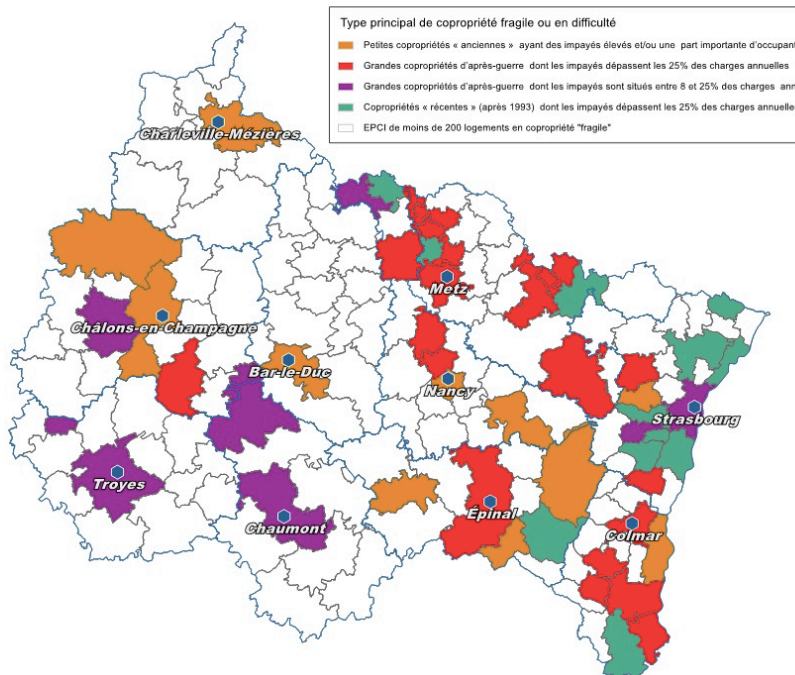 Type principal de copropriété fragile ou en difficulté
Petites copropriétés « anciennes » ayant des impayés élevés et/ou une part importante d'occupant
Grandes copropriétés d'après-guerre dont les impayés dépassent les 25% des charges annuelles
Grandes copropriétés d'après-guerre dont les impayés sont situés entre 8 et 25% des charges ann
Copropriétés « récentes » (après 1993) dont les impayés dépassent les 25% des charges annuelle
EPCI de moins de 200 logements en copropriété "fragile"
Charleville-Mézières
Metz
Châlons-en-Champagne
Bar-le-Duc
Nancy
Strasbourg
Troyes
Épinal
Chaumont
Colmar